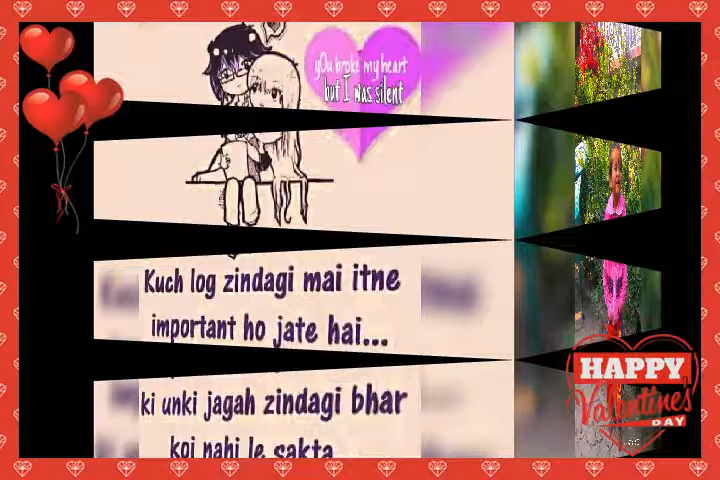 yOu broke my heart
but I was silent
Kuch log zindagi mai itne
important ho jate hai...
ki unki jagah zindagi bhar
koi nahi le sakta
HAPPY
Valentine's
DAY